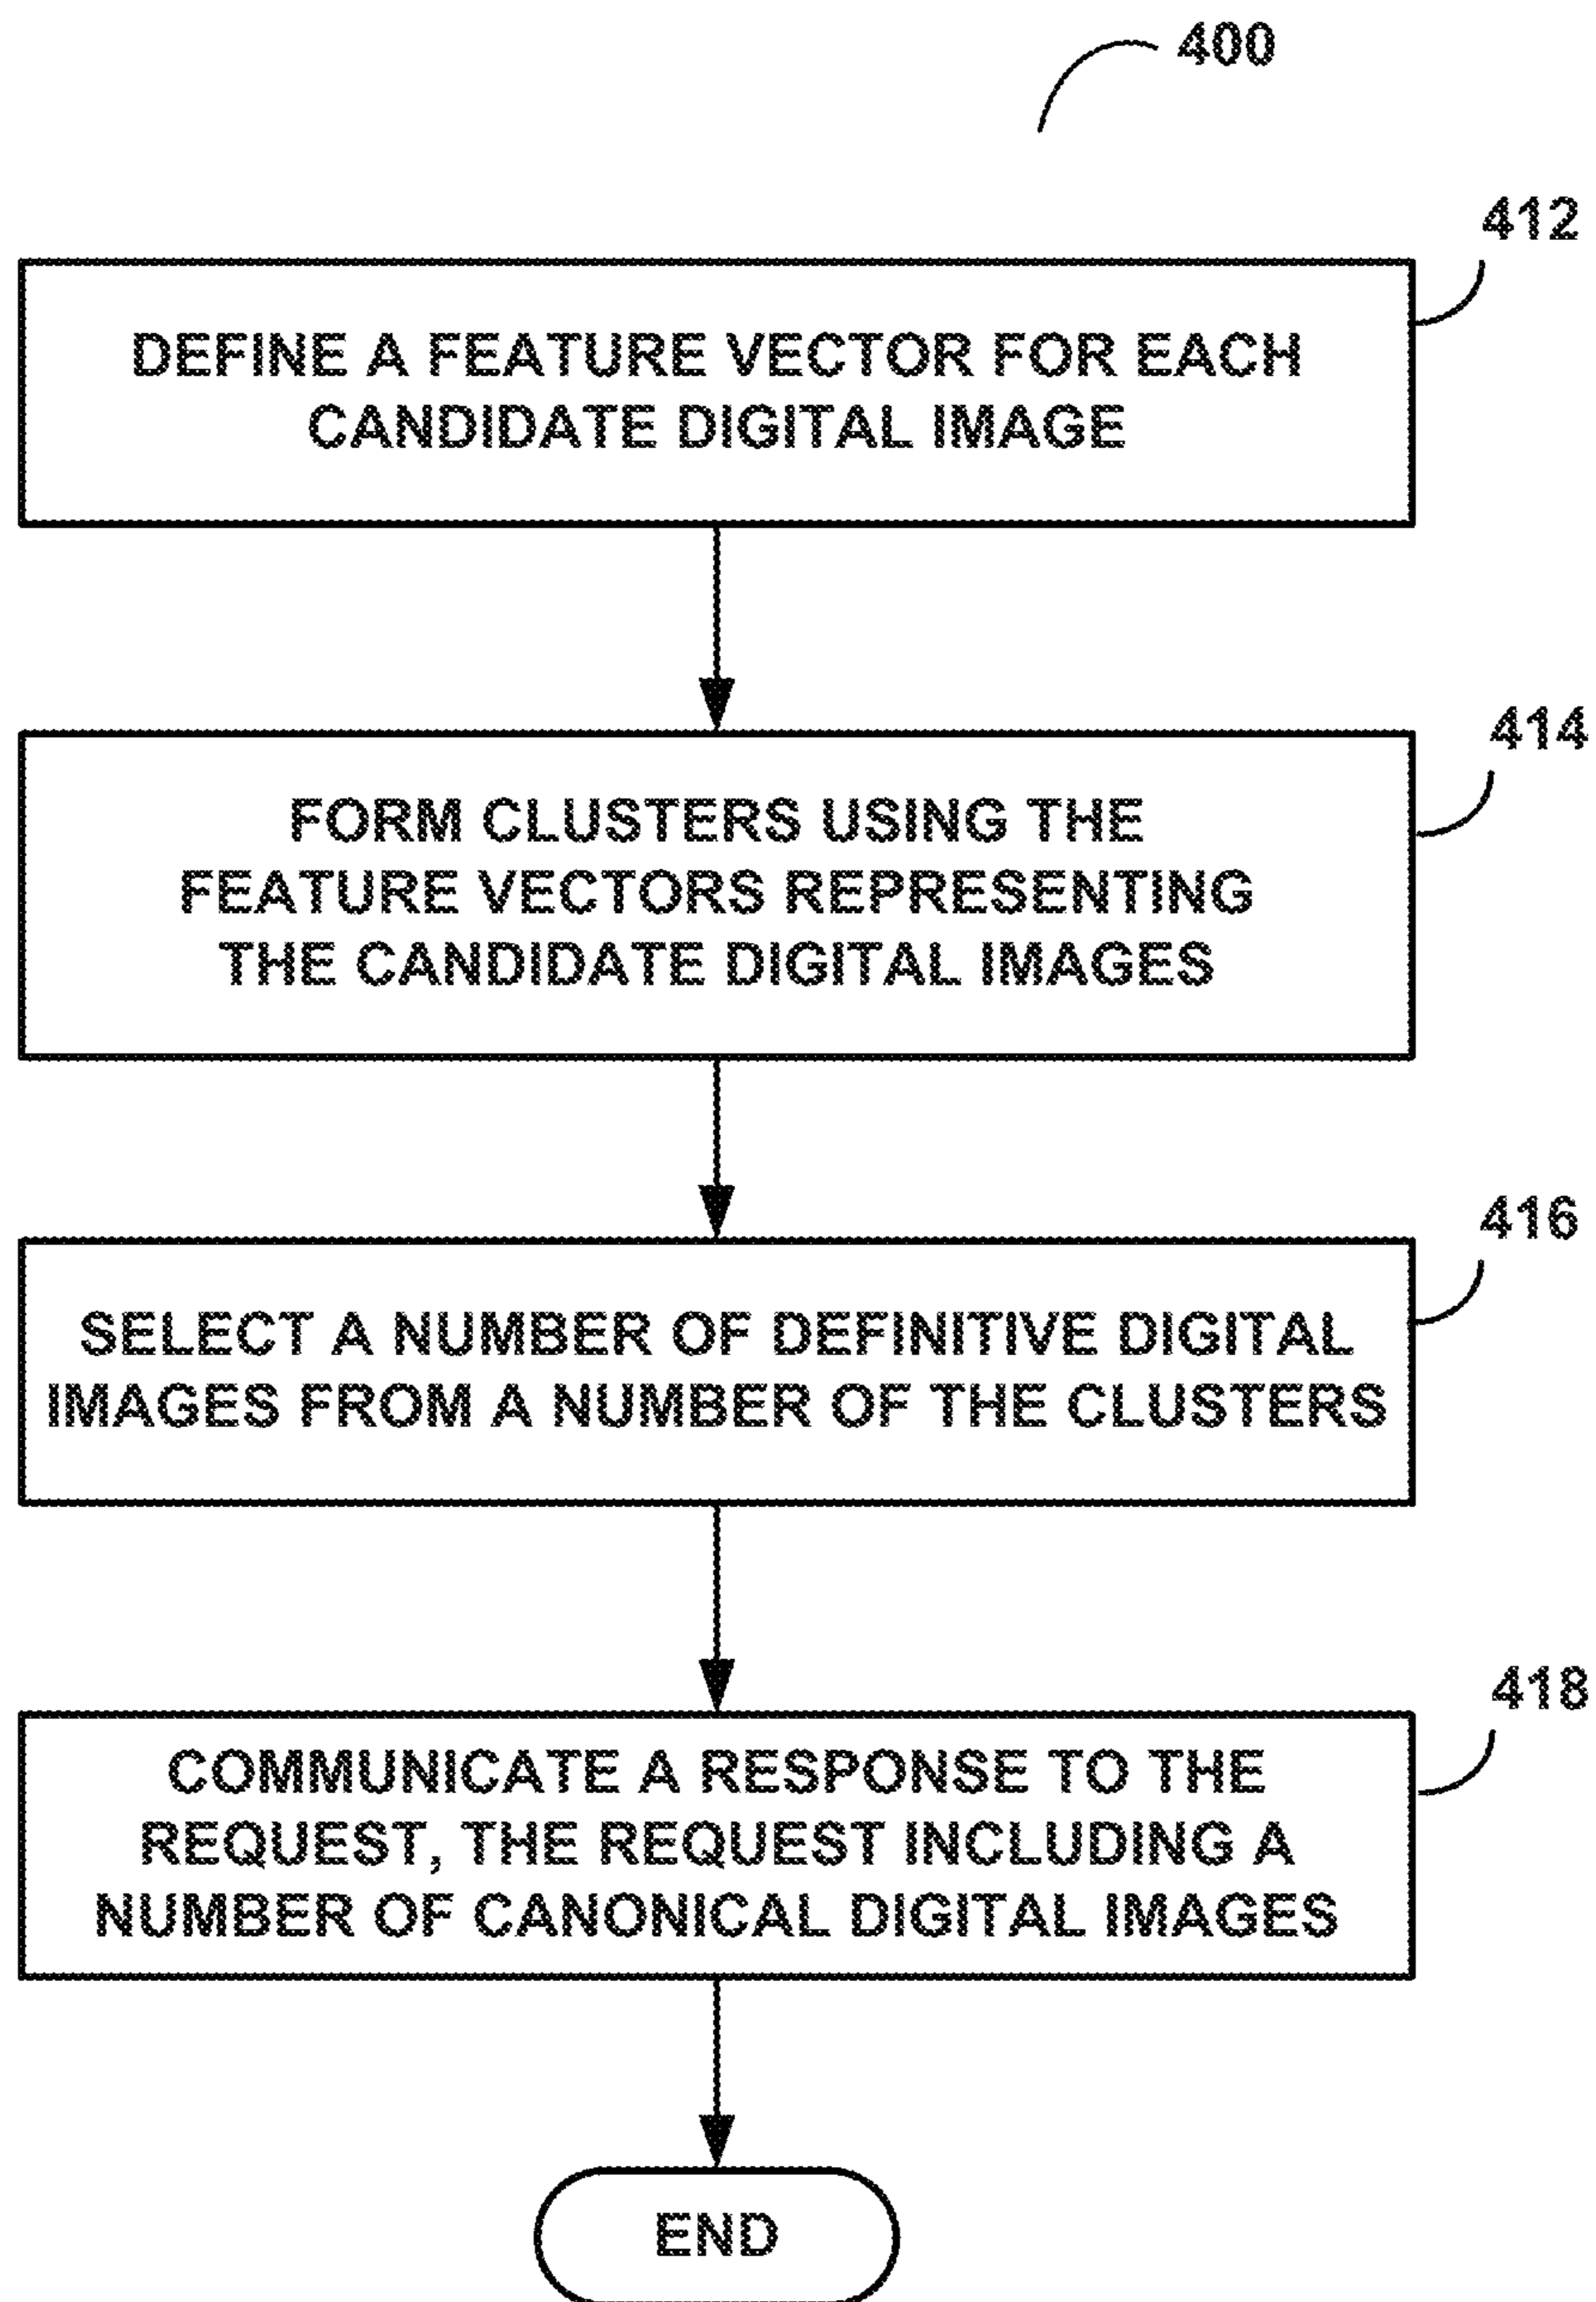 400
412
DEFINE A FEATURE VECTOR FOR EACH
CANDIDATE DIGITAL IMAGE
414
FORM CLUSTERS USING THE
FEATURE VECTORS REPRESENTING
THE CANDIDATE DIGITAL IMAGES
416
SELECT A NUMBER OF DEFINITIVE DIGITAL
IMAGES FROM A NUMBER OF THE CLUSTERS
418
COMMUNICATE A RESPONSE TO THE
REQUEST, THE REQUEST INCLUDING A
NUMBER OF CANONICAL DIGITAL IMAGES
END